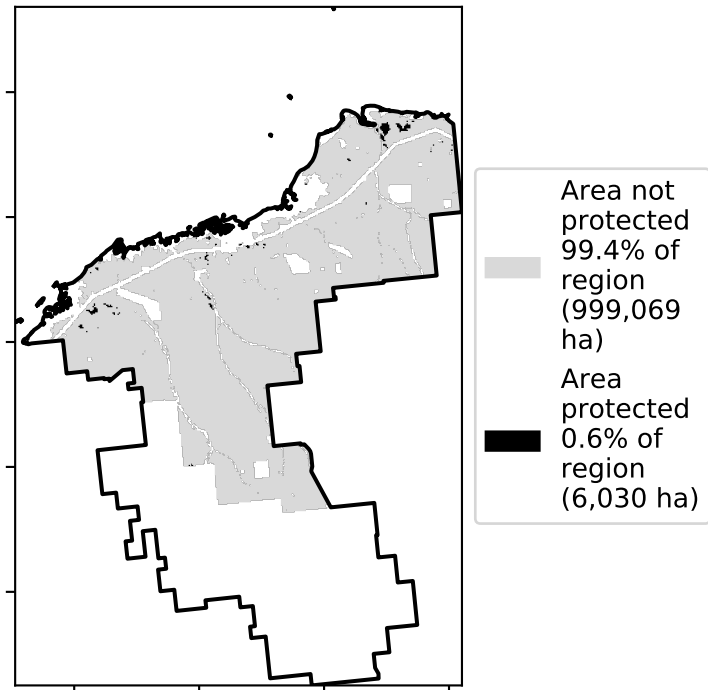 Area not
protected
99.4% of
region
(999,069
ha)
Area
protected
0.6% of
region
(6,030 ha)